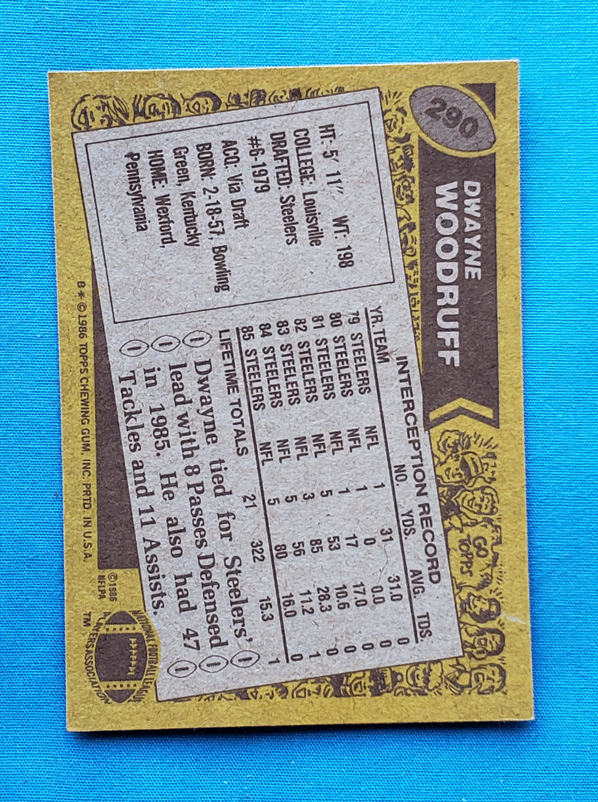 290
DWAYNE
WOODRUFF
HT: 5' 11" WT: 198
COLLEGE: Louisville
DRAFTED: Steelers
#6-1979
ACQ: Via Draft
BORN: 2-18-57, Bowling
Green, Kentucky
HOME: Wexford,
Pennsylvania
INTERCEPTION RECORD
YR. TEAM NO. YDS. AVG. TDS.
79 STEELERS NFL 1 31 31.0 0
80 STEELERS NFL 1 0 0.0 0
81 STEELERS NFL 1 17 17.0 0
82 STEELERS NFL 5 53 10.6 0
83 STEELERS NFL 3 85 28.3 0
84 STEELERS NFL 5 56 11.2 1
85 STEELERS NFL 5 80 16.0 0
LIFETIME TOTALS 21 322 15.3 1
Dwayne tied for Steelers'
lead with 8 Passes Defensed
in 1985. He also had 47
Tackles and 11 Assists.
GO
TOPPS
B* © 1986 TOPPS CHEWING GUM, INC. PRTD. IN U.S.A.
© 1986
NFLPA
TM
NATIONAL FOOTBALL LEAGUE
PLAYERS ASSOCIATION